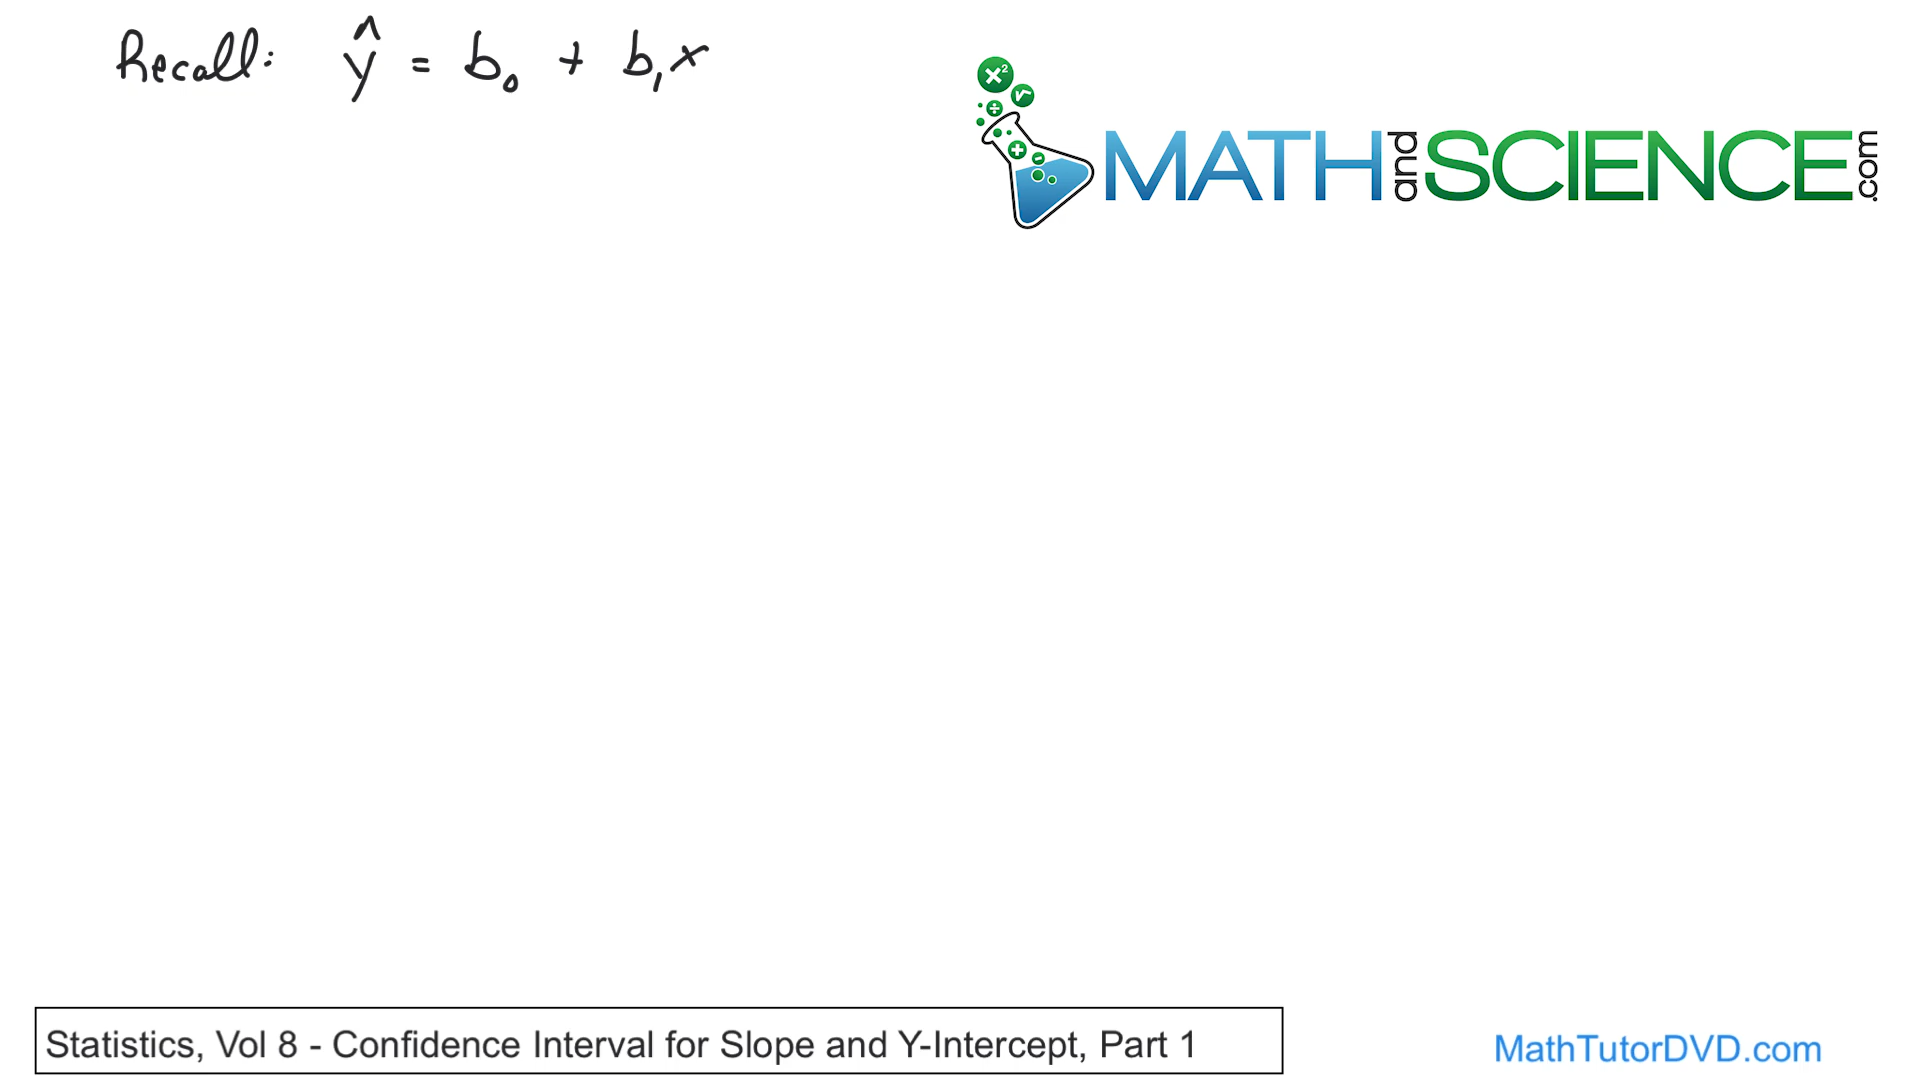 Recall: ŷ = b₀ + b₁x
x²
√
÷
+
-
MATH and SCIENCE .com
Statistics, Vol 8 - Confidence Interval for Slope and Y-Intercept, Part 1
MathTutorDVD.com